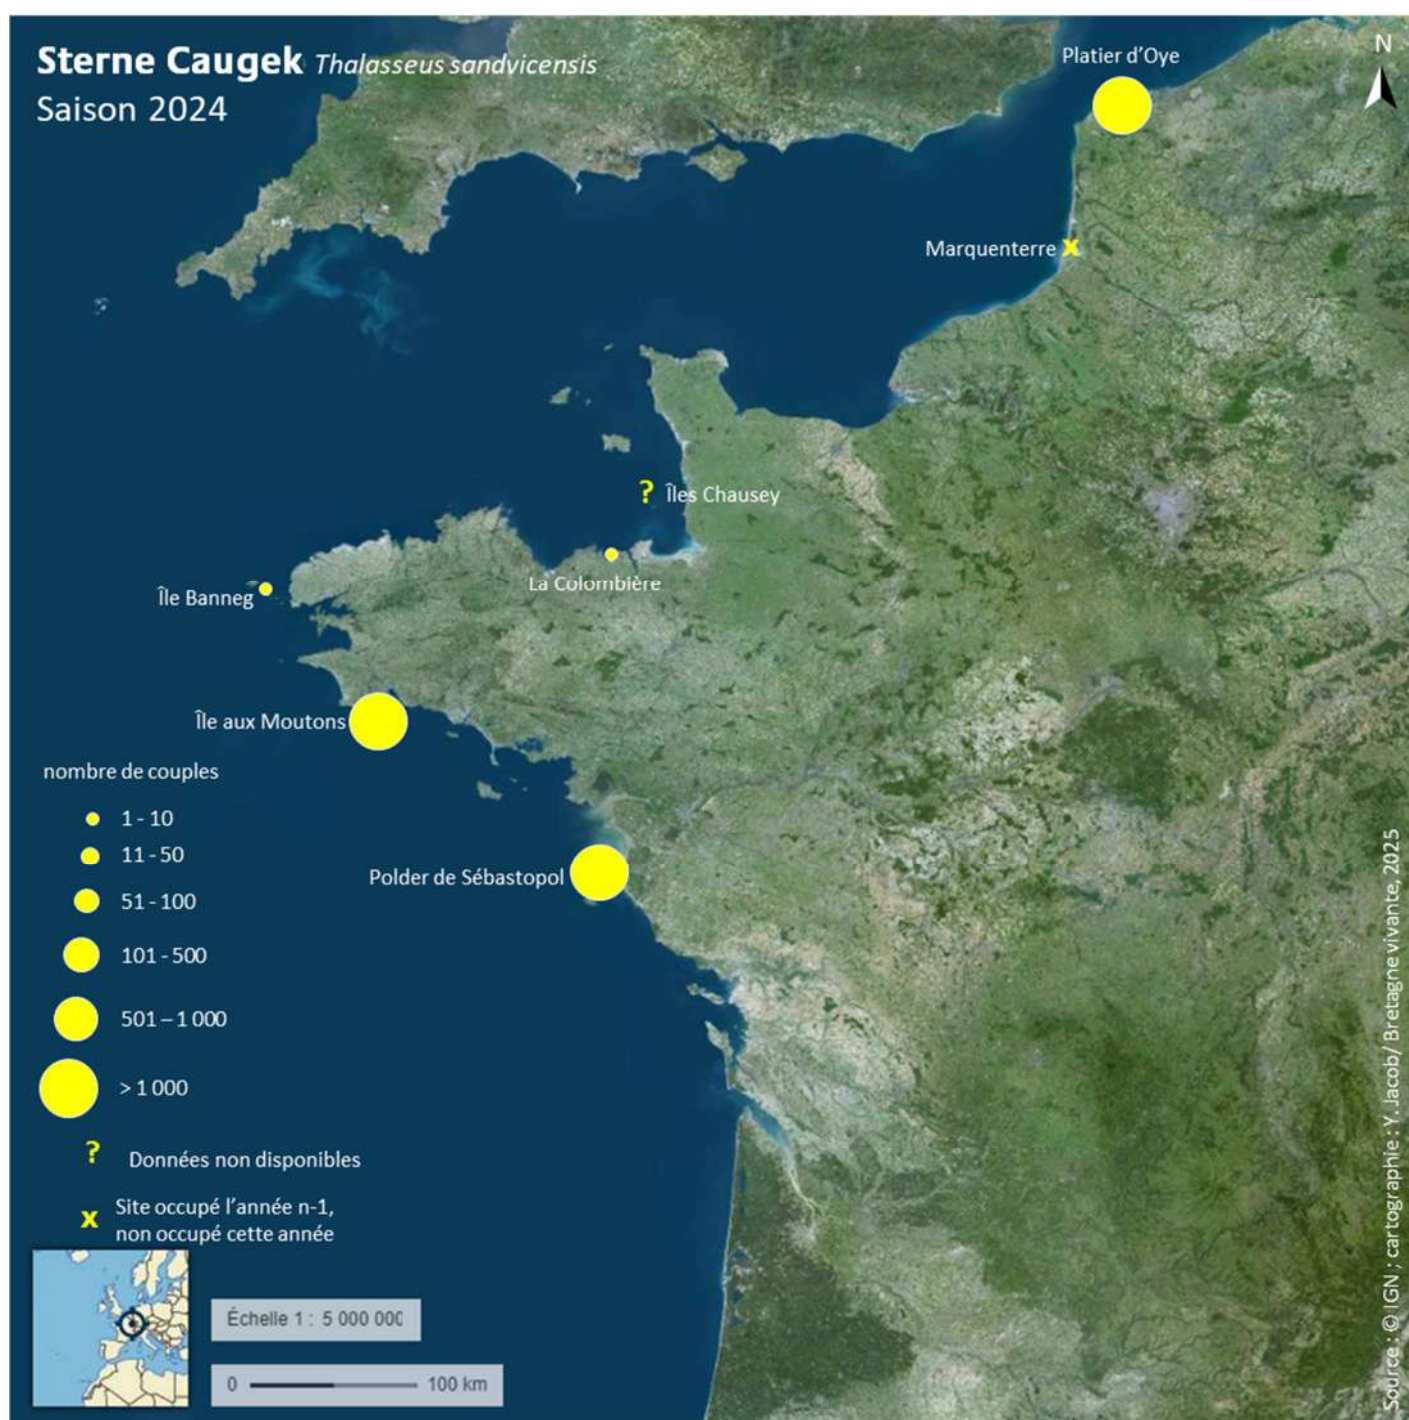 Sterne Caugek Thalasseus sandvicensis
Saison 2024
N
Platier d’Oye
Marquenterre x
? Îles Chausey
La Colombière
Île Banneg
Île aux Moutons
Polder de Sébastopol
nombre de couples
1 - 10
11 - 50
51 - 100
101 - 500
501 – 1 000
> 1 000
? Données non disponibles
x Site occupé l’année n-1,
non occupé cette année
Échelle 1 : 5 000 000
0 100 km
Source : © IGN ; cartographie : Y. Jacob/ Bretagne vivante, 2025